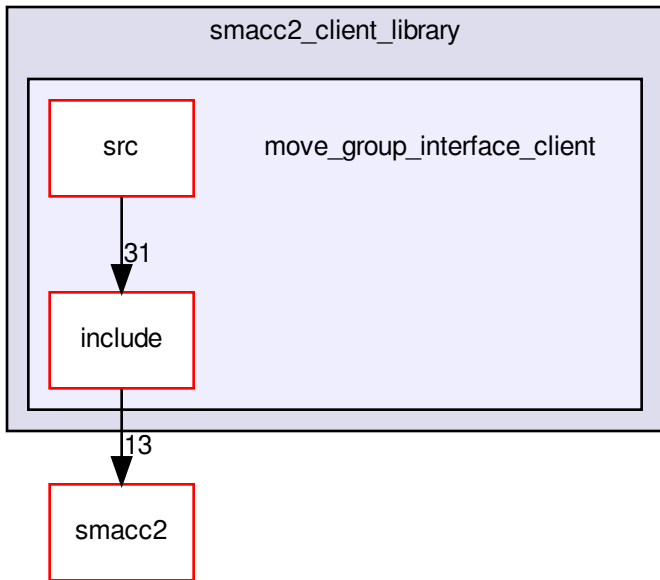 smacc2_client_library
src
move_group_interface_client
31
include
13
smacc2